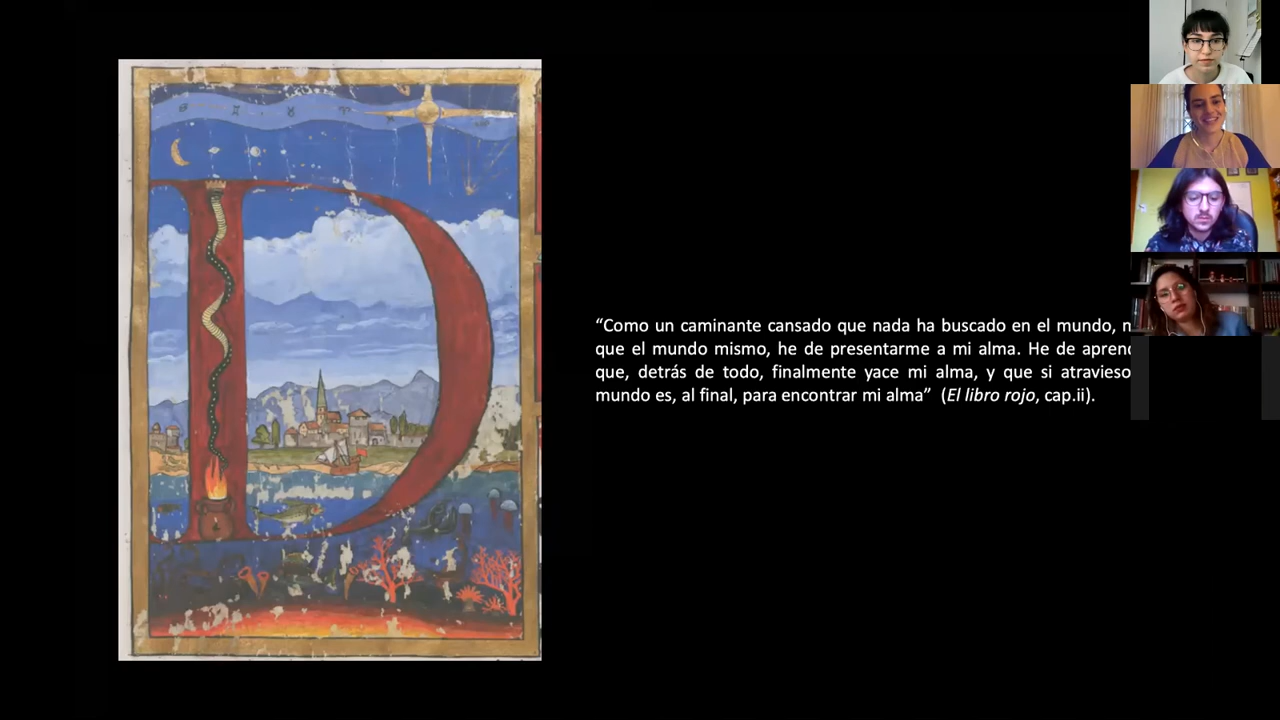 “Como un caminante cansado que nada ha buscado en el mundo,
que el mundo mismo, he de presentarme a mi alma. He de
que, detrás de todo, finalmente yace mi alma, y que si atravieso
mundo es, al final, para encontrar mi alma” (El libro rojo, cap.ii).